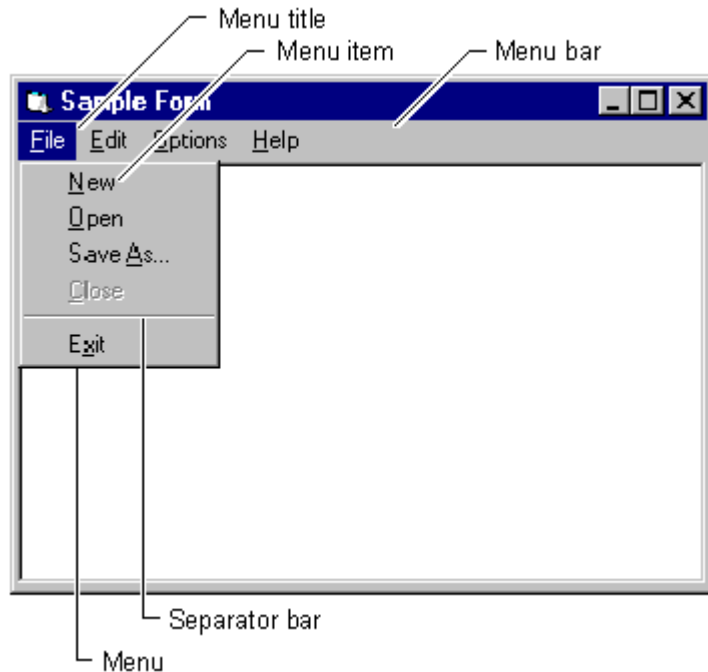 Menu title
Menu item
Menu bar
Sample Form
File Edit Options Help
New
Open
Save As...
Close
Exit
Separator bar
Menu